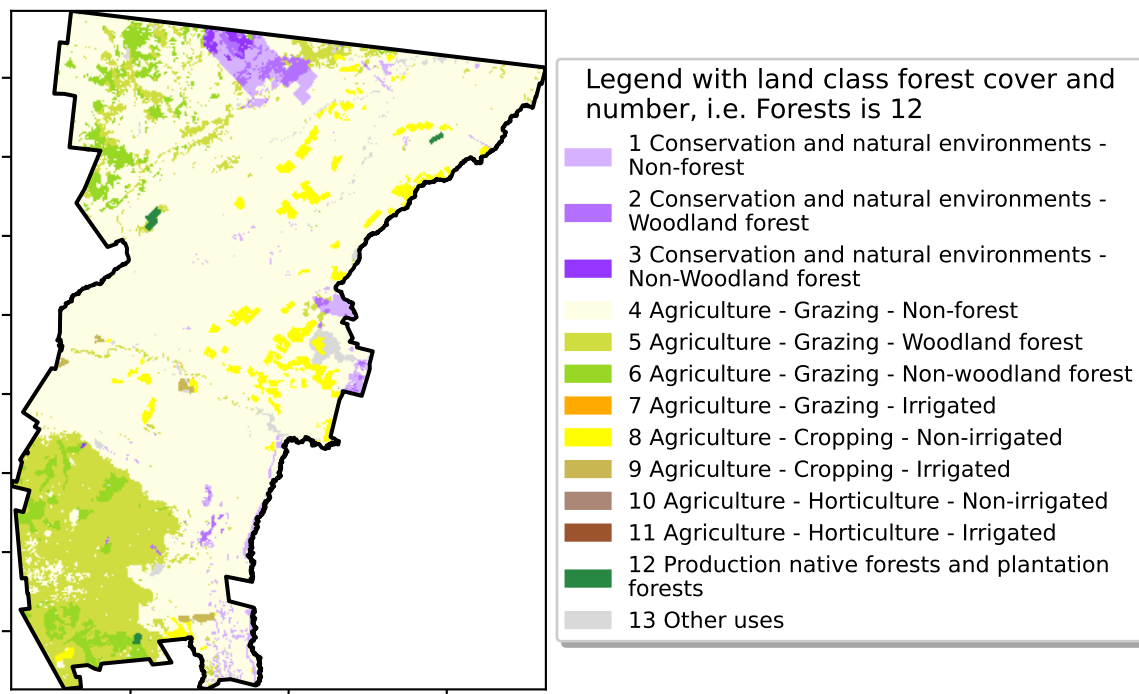 Legend with land class forest cover and
number, i.e. Forests is 12
1 Conservation and natural environments -
Non-forest
2 Conservation and natural environments -
Woodland forest
3 Conservation and natural environments -
Non-Woodland forest
4 Agriculture - Grazing - Non-forest
5 Agriculture - Grazing - Woodland forest
6 Agriculture - Grazing - Non-woodland forest
7 Agriculture - Grazing - Irrigated
8 Agriculture - Cropping - Non-irrigated
9 Agriculture - Cropping - Irrigated
10 Agriculture - Horticulture - Non-irrigated
11 Agriculture - Horticulture - Irrigated
12 Production native forests and plantation
forests
13 Other uses